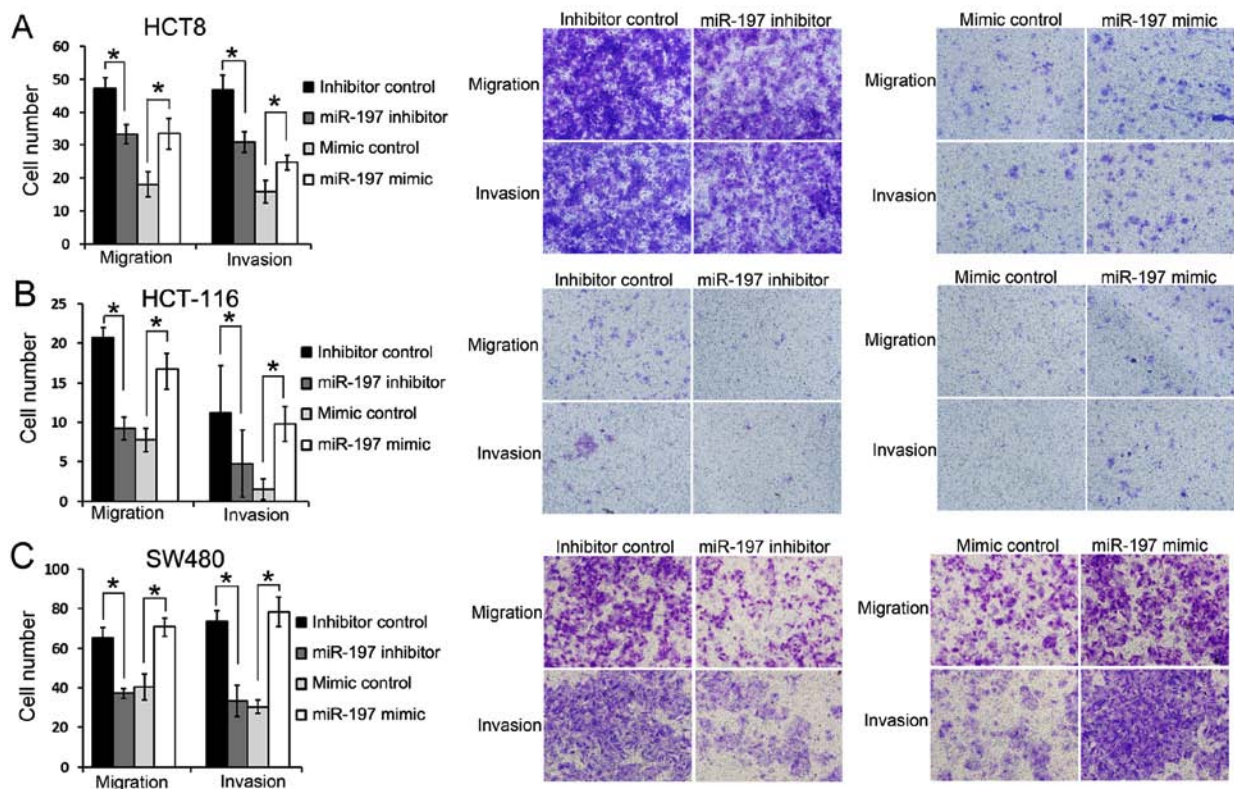 A
HCT8
Cell number
60
50
40
30
20
10
0
*
*
*
*
Migration
Invasion
Inhibitor control
miR-197 inhibitor
Mimic control
miR-197 mimic
Inhibitor control miR-197 inhibitor
Migration
Invasion
Mimic control miR-197 mimic
Migration
Invasion
B
HCT-116
Cell number
25
20
15
10
5
0
*
*
*
*
Migration
Invasion
Inhibitor control
miR-197 inhibitor
Mimic control
miR-197 mimic
Inhibitor control miR-197 inhibitor
Migration
Invasion
Mimic control miR-197 mimic
Migration
Invasion
C
SW480
Cell number
100
80
60
40
20
0
*
*
*
*
Migration
Invasion
Inhibitor control
miR-197 inhibitor
Mimic control
miR-197 mimic
Inhibitor control miR-197 inhibitor
Migration
Invasion
Mimic control miR-197 mimic
Migration
Invasion